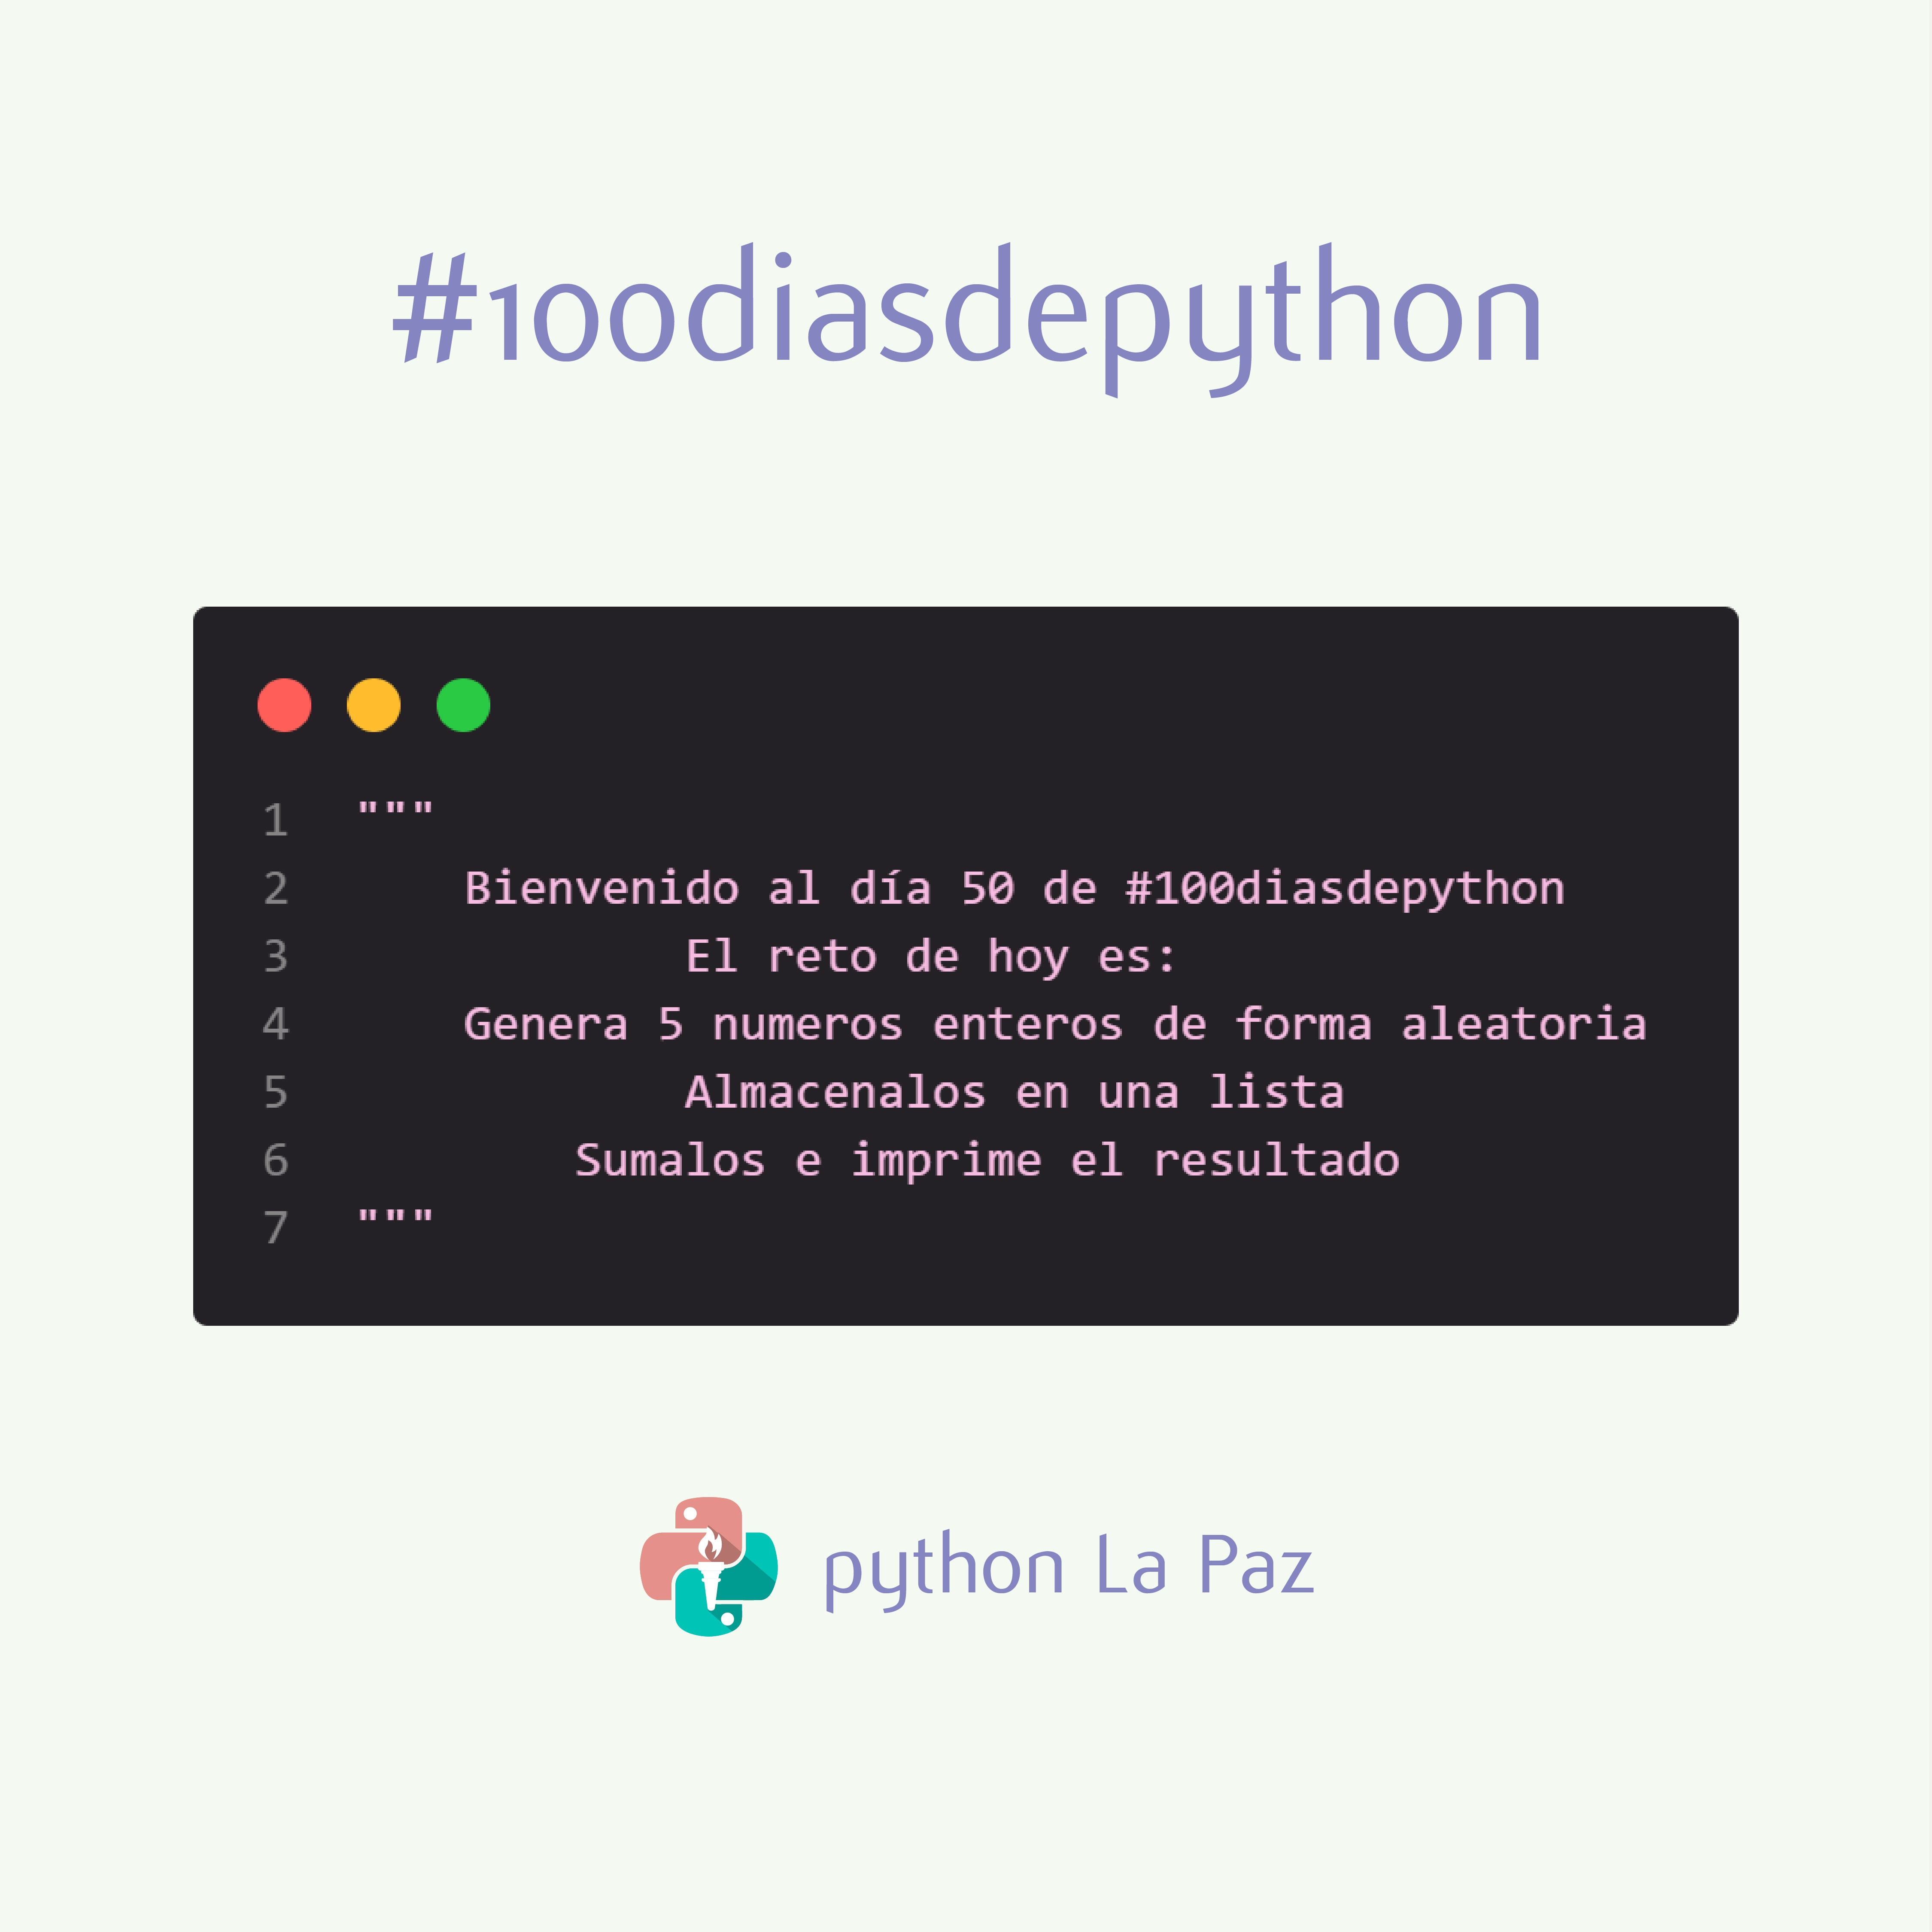 #100diasdepython
1 """
2 Bienvenido al día 50 de #100diasdepython
3 El reto de hoy es:
4 Genera 5 numeros enteros de forma aleatoria
5 Almacenalos en una lista
6 Sumalos e imprime el resultado
7 """
python La Paz